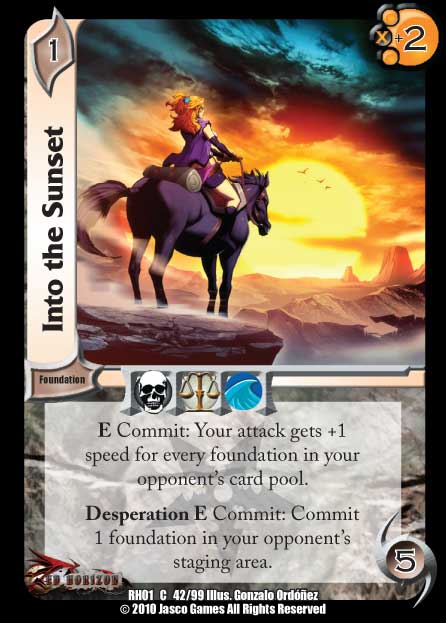 1
X +2
Into the Sunset
Foundation
E Commit: Your attack gets +1
speed for every foundation in your
opponent's card pool.
Desperation E Commit: Commit
1 foundation in your opponent's
staging area.
5
RED HORIZON
RH01 C 42/99 Illus. Gonzalo Ordóñez
© 2010 Jasco Games All Rights Reserved